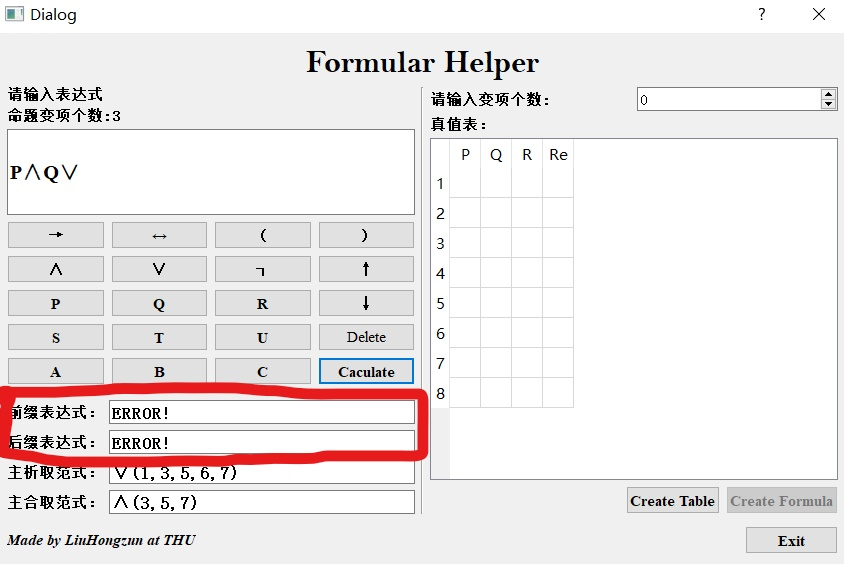 Dialog
?
Formular Helper
请输入表达式
命题变项个数:3
P∧Q∨
→ ↔ ( )
∧ ∨ ┐ ↑
P Q R ↓
S T U Delete
A B C Caculate
前缀表达式： ERROR!
后缀表达式： ERROR!
主析取范式： ∨(1,3,5,6,7)
主合取范式： ∧(3,5,7)
Made by LiuHongzun at THU
请输入变项个数： 0
真值表：
P Q R Re
1
2
3
4
5
6
7
8
Create Table Create Formula
Exit